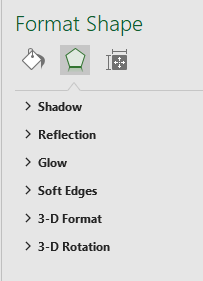 Format Shape
Shadow
Reflection
Glow
Soft Edges
3-D Format
3-D Rotation